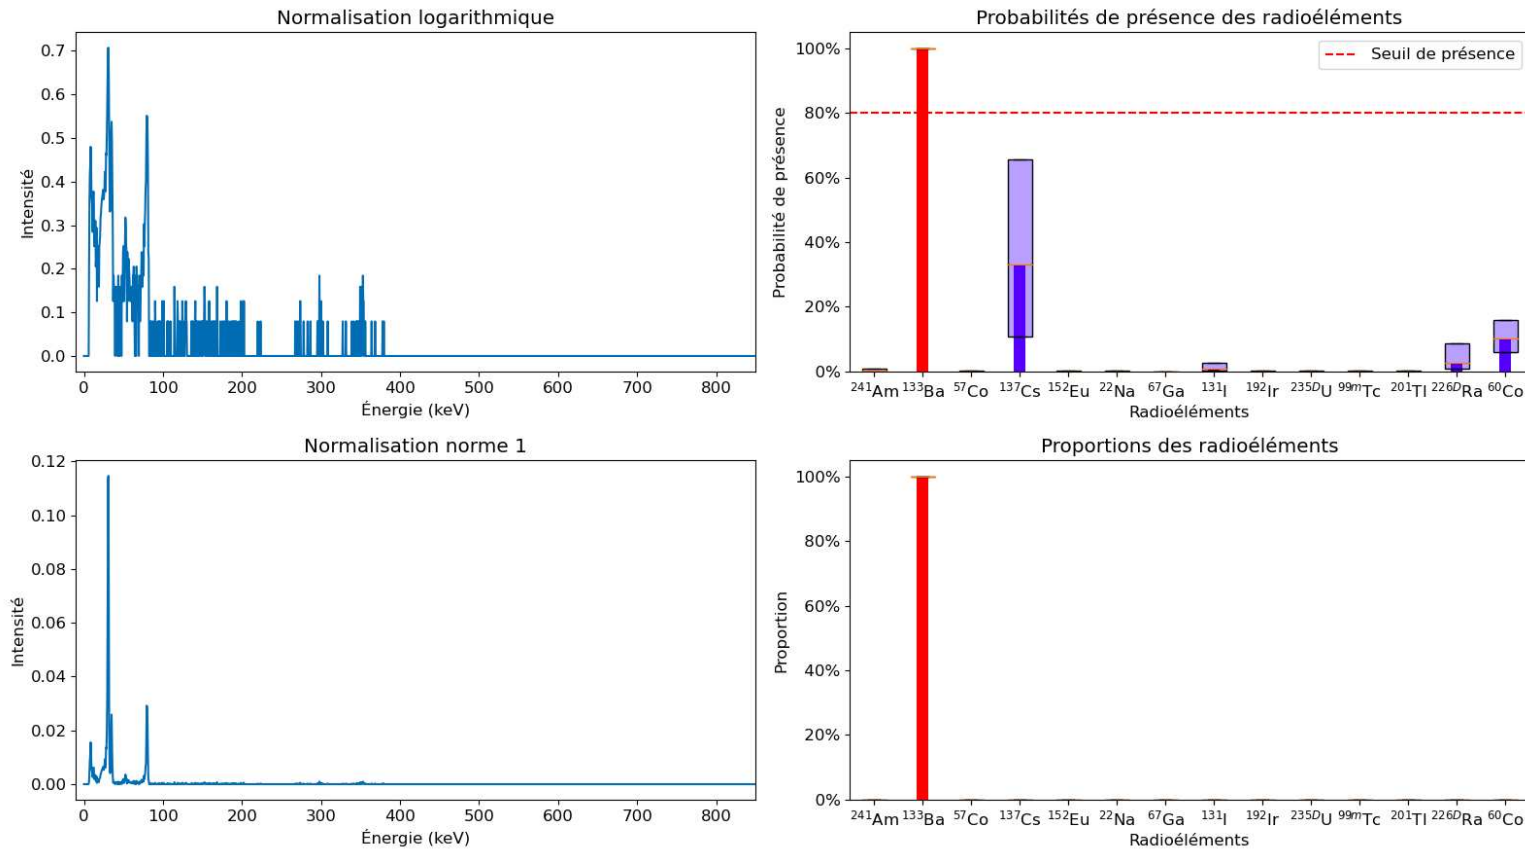 Normalisation logarithmique
0.7
0.6
0.5
0.4
0.3
0.2
0.1
0.0
Intensité
0 100 200 300 400 500 600 700 800
Énergie (keV)
Probabilités de présence des radioéléments
Seuil de présence
100%
80%
60%
40%
20%
0%
Probabilité de présence
²⁴¹Am ¹³³Ba ⁵⁷Co ¹³⁷Cs ¹⁵²Eu ²²Na ⁶⁷Ga ¹³¹I ¹⁹²Ir ²³⁵ᴰU ⁹⁹ᵐTc ²⁰¹Tl ²²⁶ᴰRa ⁶⁰Co
Radioéléments
Normalisation norme 1
0.12
0.10
0.08
0.06
0.04
0.02
0.00
Intensité
0 100 200 300 400 500 600 700 800
Énergie (keV)
Proportions des radioéléments
100%
80%
60%
40%
20%
0%
Proportion
²⁴¹Am ¹³³Ba ⁵⁷Co ¹³⁷Cs ¹⁵²Eu ²²Na ⁶⁷Ga ¹³¹I ¹⁹²Ir ²³⁵ᴰU ⁹⁹ᵐTc ²⁰¹Tl ²²⁶ᴰRa ⁶⁰Co
Radioéléments